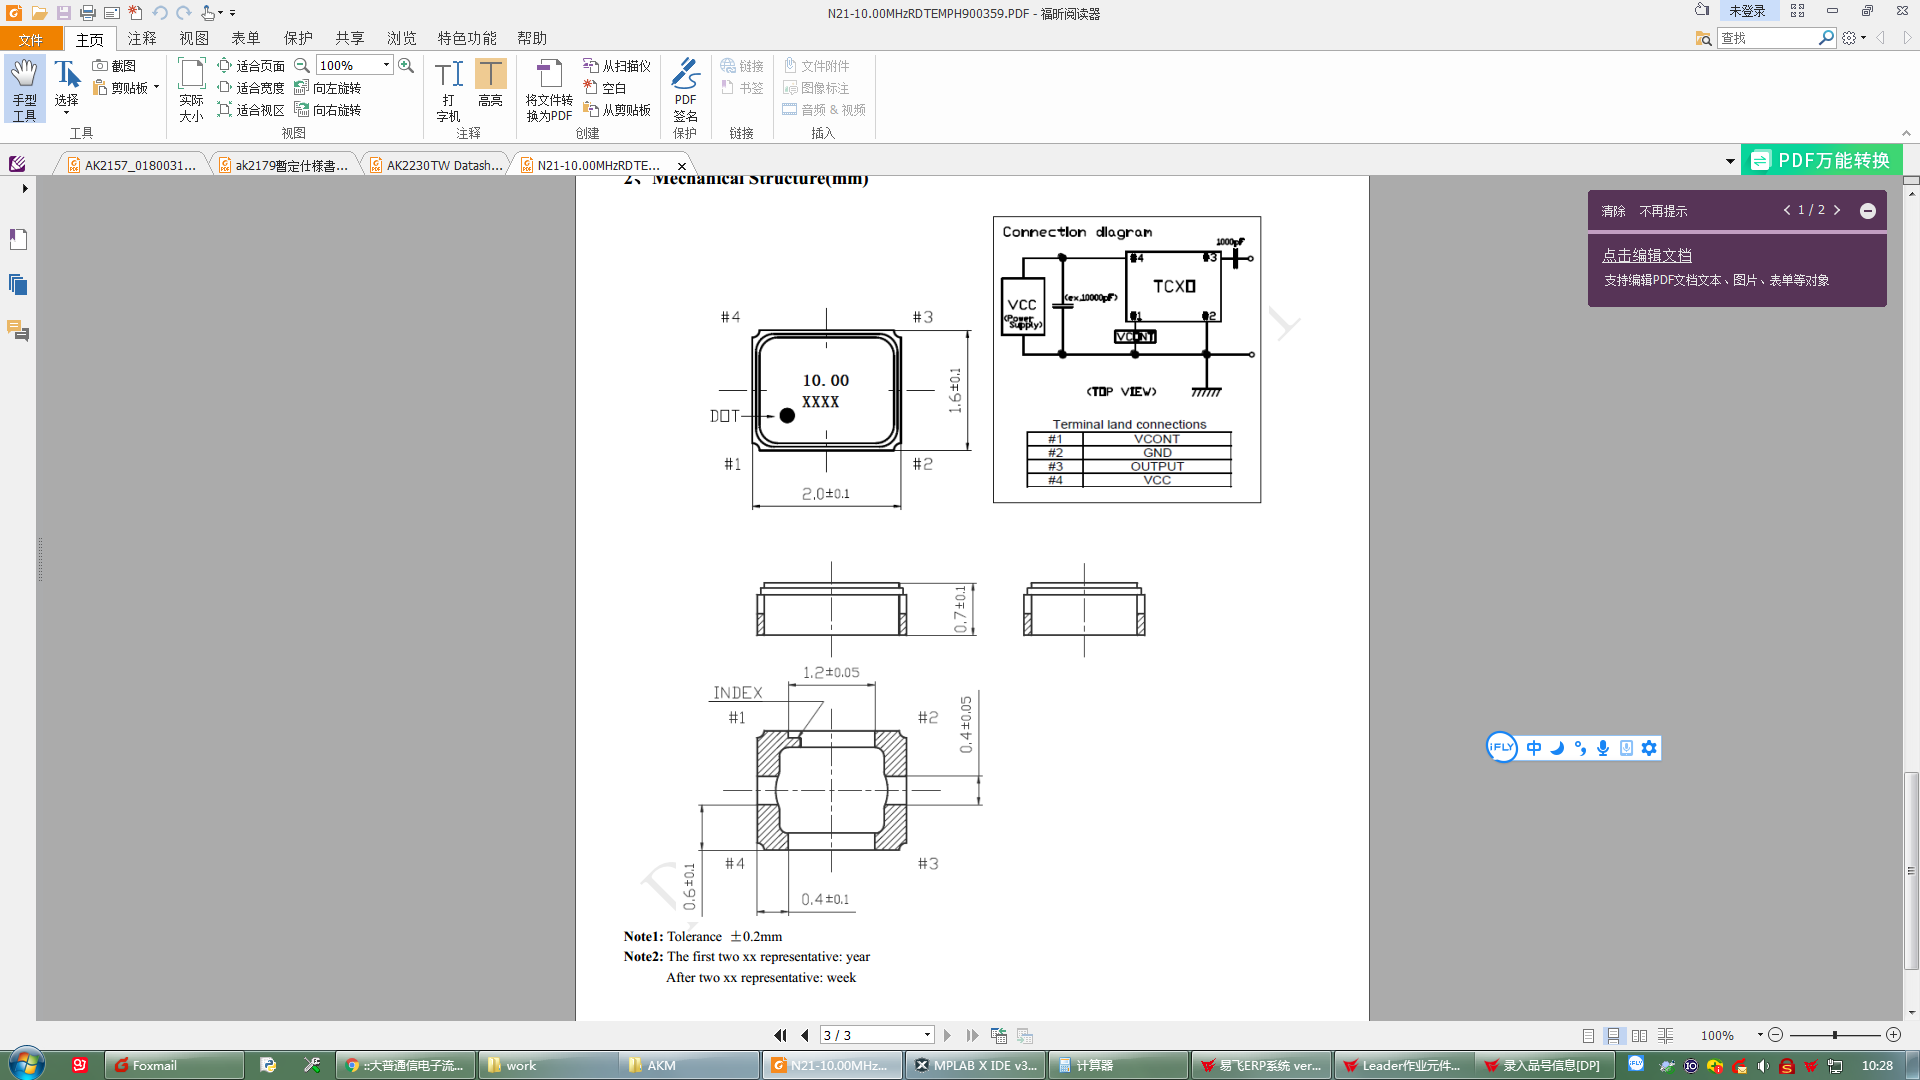 N21-10.00MHzRDTEMPH900359.PDF - 福昕阅读器
未登录
文件
主页
注释
视图
表单
保护
共享
浏览
特色功能
帮助
查找
手型
工具
选择
截图
剪贴板
工具
实际
大小
适合页面
适合宽度
适合视区
100%
向左旋转
向右旋转
视图
打
字机
高亮
注释
将文件转
换为PDF
从扫描仪
空白
从剪贴板
创建
PDF
签名
保护
链接
书签
链接
文件附件
图像标注
音频 & 视频
插入
AK2157_0180031...
ak2179暫定仕様書...
AK2230TW Datash...
N21-10.00MHzRDTE...
PDF万能转换
清除 不再提示
1 / 2
点击编辑文档
支持编辑PDF文档文本、图片、表单等对象
2、Mechanical Structure(mm)
#4
#3
10.00
XXXX
DOT
1.6±0.1
#1
#2
2.0±0.1
Connection diagram
1000pF
#4
#3
TCXO
VCC
(Power
Supply)
(ex.10000pF)
#1
#2
VCONT
(TOP VIEW)
Terminal land connections
#1 VCONT
#2 GND
#3 OUTPUT
#4 VCC
0.7±0.1
1.2±0.05
INDEX
#1
#2
0.4±0.05
#4
#3
0.6±0.1
0.4±0.1
Note1: Tolerance ±0.2mm
Note2: The first two xx representative: year
After two xx representative: week
iFLY
中
3 / 3
100%
Foxmail
::大普通信电子流...
work
AKM
N21-10.00MHz...
MPLAB X IDE v3...
计算器
易飞ERP系统 ver...
Leader作业元件...
录入品号信息[DP]
10:28